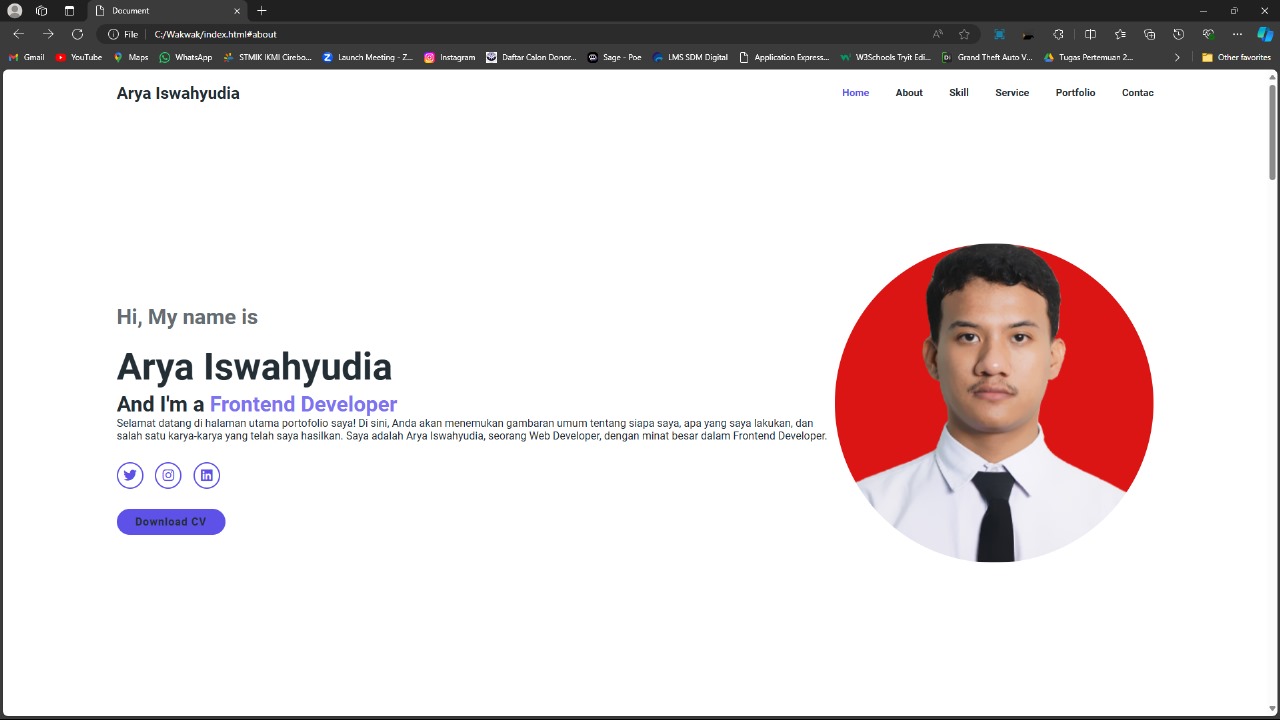 Document
File
C:/Wakwak/index.html#about
Gmail
YouTube
Maps
WhatsApp
STMIK IKMI Cirebo...
Launch Meeting - Z...
Instagram
Daftar Calon Donor...
Sage - Poe
LMS SDM Digital
Application Express...
W3Schools Tryit Edi...
Grand Theft Auto V...
Tugas Pertemuan 2...
Other favorites
Arya Iswahyudia
Home About Skill Service Portfolio Contac
Hi, My name is
Arya Iswahyudia
And I'm a Frontend Developer
Selamat datang di halaman utama portofolio saya! Di sini, Anda akan menemukan gambaran umum tentang siapa saya, apa yang saya lakukan, dan
salah satu karya-karya yang telah saya hasilkan. Saya adalah Arya Iswahyudia, seorang Web Developer, dengan minat besar dalam Frontend Developer.
Download CV